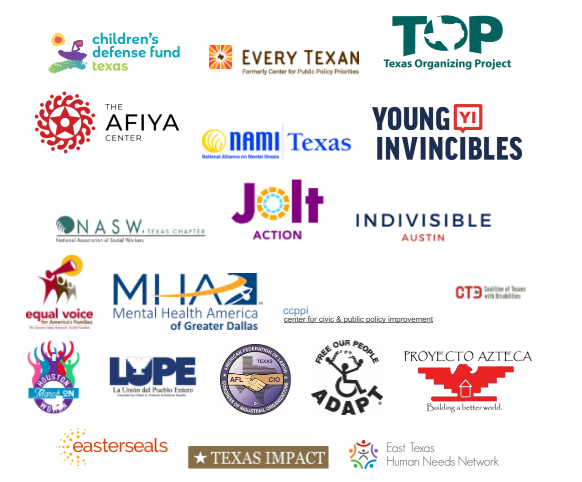 children's
defense fund
texas
EVERY TEXAN
Formerly Center for Public Policy Priorities
TOP
Texas Organizing Project
THE
AFIYA
CENTER
NAMI Texas
National Alliance on Mental Illness
YOUNG YI
INVINCIBLES
NASW, TEXAS CHAPTER
National Association of Social Workers
Jolt
ACTION
INDIVISIBLE
AUSTIN
equal voice
for America's Families
MHA
Mental Health America
of Greater Dallas
ccppi
center for civic & public policy improvement
CTD Coalition of Texans
with Disabilities
HOUSTON
March ON
WOMEN
LUPE
La Unión del Pueblo Entero
AMERICAN FEDERATION OF LABOR &
TEXAS
AFL CIO
CONGRESS OF INDUSTRIAL ORGANIZATIONS
FREE OUR PEOPLE
ADAPT
PROYECTO AZTECA
Building a better world.
easterseals
TEXAS IMPACT
East Texas
Human Needs Network